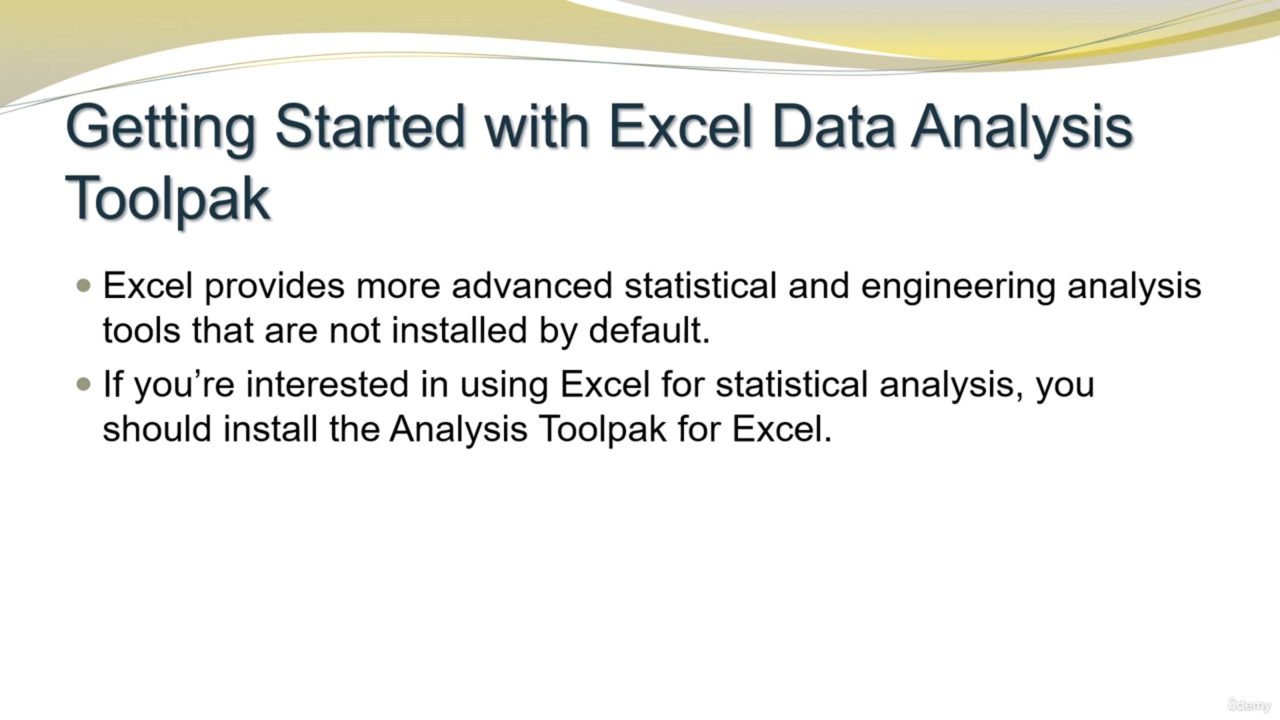 Getting Started with Excel Data Analysis
Toolpak
• Excel provides more advanced statistical and engineering analysis
tools that are not installed by default.
• If you’re interested in using Excel for statistical analysis, you
should install the Analysis Toolpak for Excel.
ûdemy